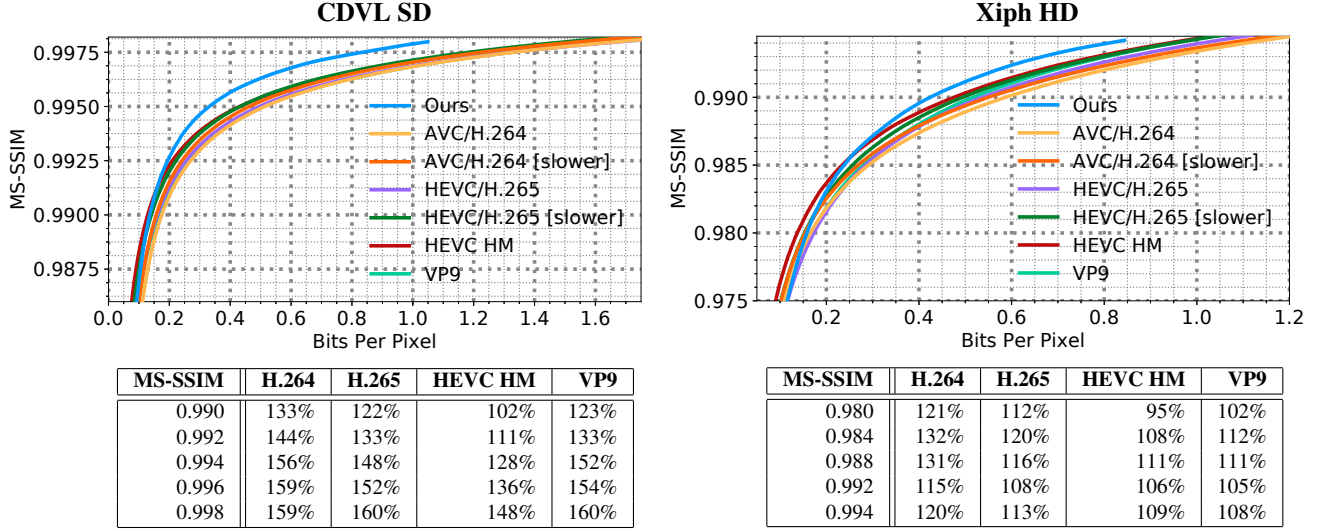 CDVL SD
MS-SSIM
0.9975
0.9950
0.9925
0.9900
0.9875
0.0 0.2 0.4 0.6 0.8 1.0 1.2 1.4 1.6
Bits Per Pixel
Ours
AVC/H.264
AVC/H.264 [slower]
HEVC/H.265
HEVC/H.265 [slower]
HEVC HM
VP9
MS-SSIM H.264 H.265 HEVC HM VP9
0.990 133% 122% 102% 123%
0.992 144% 133% 111% 133%
0.994 156% 148% 128% 152%
0.996 159% 152% 136% 154%
0.998 159% 160% 148% 160%
Xiph HD
MS-SSIM
0.990
0.985
0.980
0.975
0.2 0.4 0.6 0.8 1.0 1.2
Bits Per Pixel
Ours
AVC/H.264
AVC/H.264 [slower]
HEVC/H.265
HEVC/H.265 [slower]
HEVC HM
VP9
MS-SSIM H.264 H.265 HEVC HM VP9
0.980 121% 112% 95% 102%
0.984 132% 120% 108% 112%
0.988 131% 116% 111% 111%
0.992 115% 108% 106% 105%
0.994 120% 113% 109% 108%